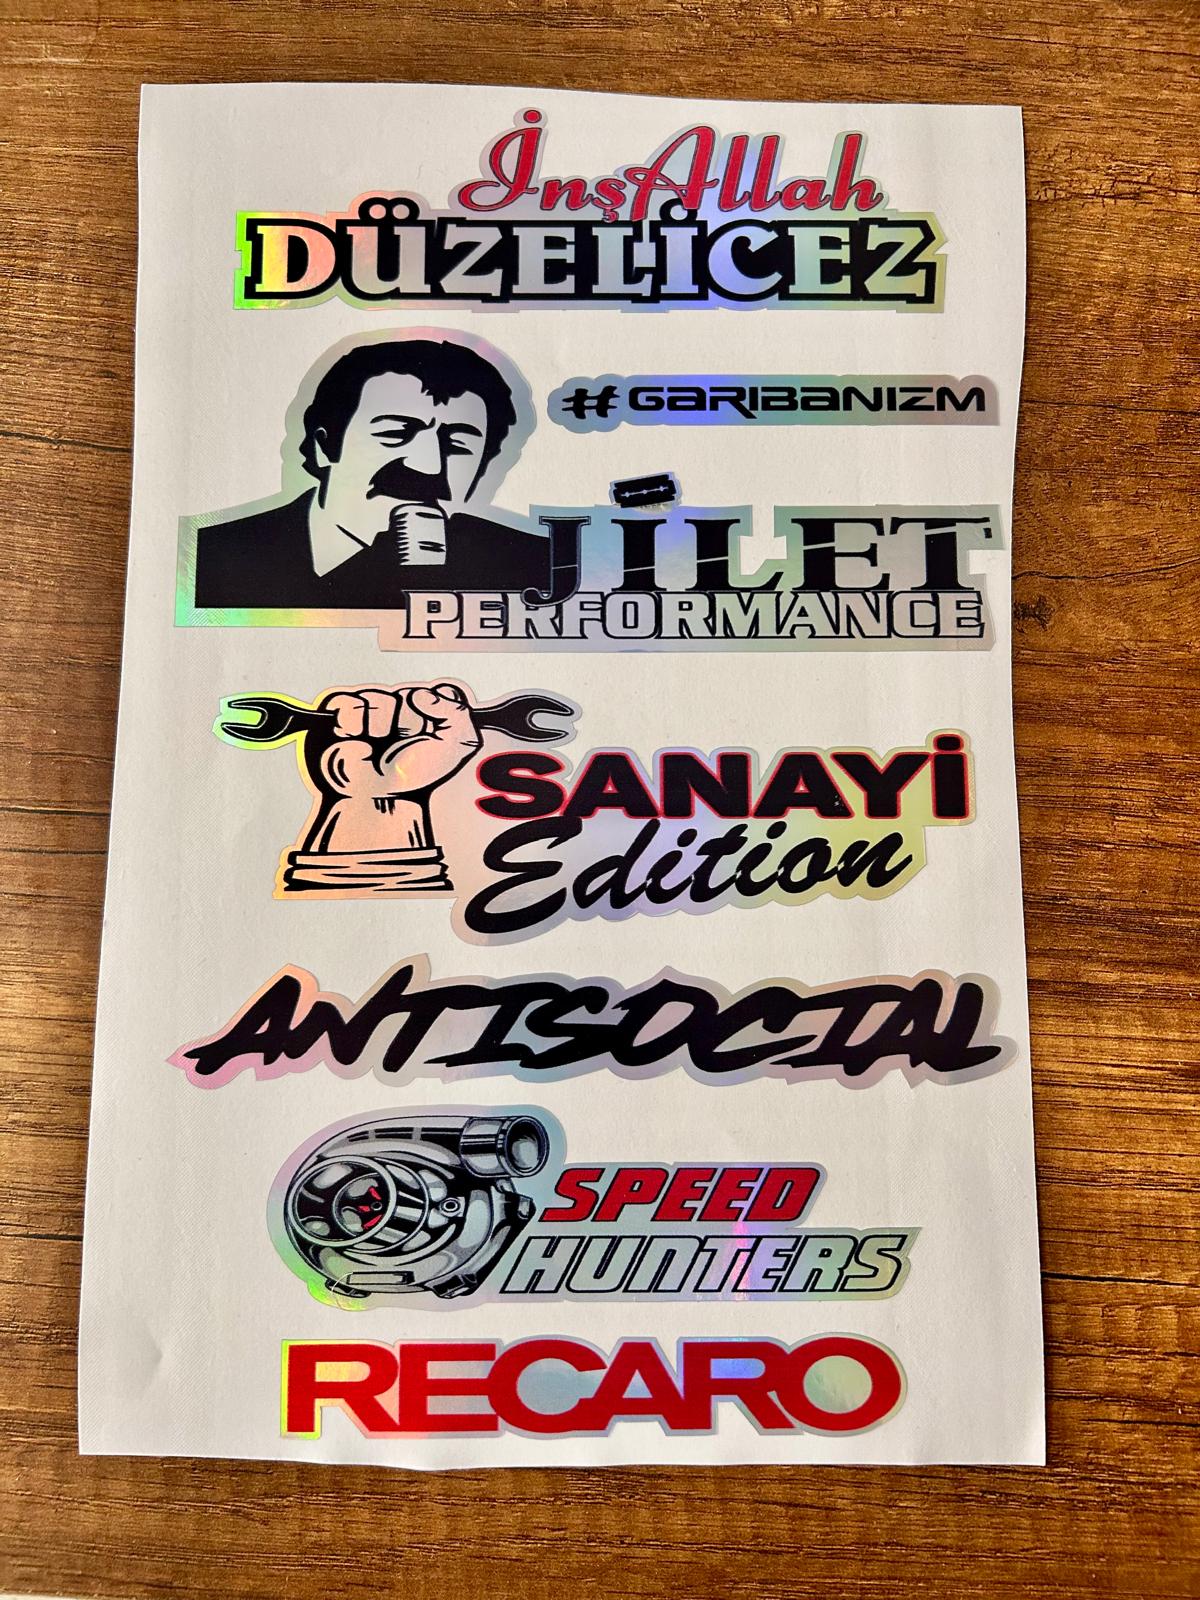 İnşAllah
DÜZELİCEZ
#GARIBANIZM
JİLET
PERFORMANCE
SANAYİ
Edition
ANTISOCIAL
SPEED
HUNTERS
RECARO